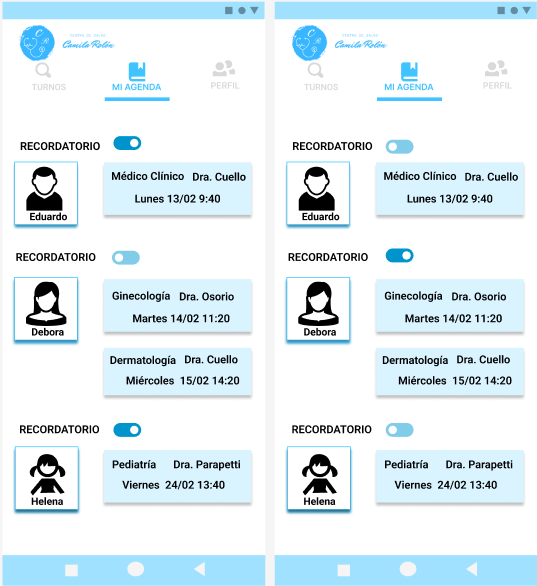 CENTRO DE SALUD
Camila Rolón
TURNOS
MI AGENDA
PERFIL
RECORDATORIO
Médico Clínico Dra. Cuello
Lunes 13/02 9:40
Eduardo
RECORDATORIO
Ginecología Dra. Osorio
Martes 14/02 11:20
Debora
Dermatología Dra. Cuello
Miércoles 15/02 14:20
RECORDATORIO
Pediatría Dra. Parapetti
Viernes 24/02 13:40
Helena
CENTRO DE SALUD
Camila Rolón
TURNOS
MI AGENDA
PERFIL
RECORDATORIO
Médico Clínico Dra. Cuello
Lunes 13/02 9:40
Eduardo
RECORDATORIO
Ginecología Dra. Osorio
Martes 14/02 11:20
Debora
Dermatología Dra. Cuello
Miércoles 15/02 14:20
RECORDATORIO
Pediatría Dra. Parapetti
Viernes 24/02 13:40
Helena